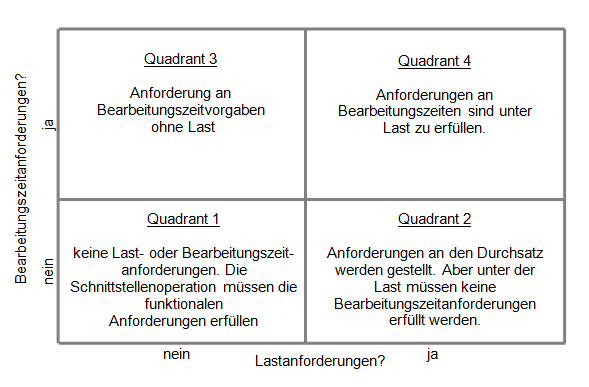 Bearbeitungszeitanforderungen?
ja
nein
Quadrant 3
Anforderung an
Bearbeitungszeitvorgaben
ohne Last
Quadrant 4
Anforderungen an
Bearbeitungszeiten sind unter
Last zu erfüllen.
Quadrant 1
keine Last- oder Bearbeitungszeit-
anforderungen. Die
Schnittstellenoperation müssen die
funktionalen
Anforderungen erfüllen
Quadrant 2
Anforderungen an den Durchsatz
werden gestellt. Aber unter der
Last müssen keine
Bearbeitungszeitanforderungen
erfüllt werden.
nein
Lastanforderungen?
ja